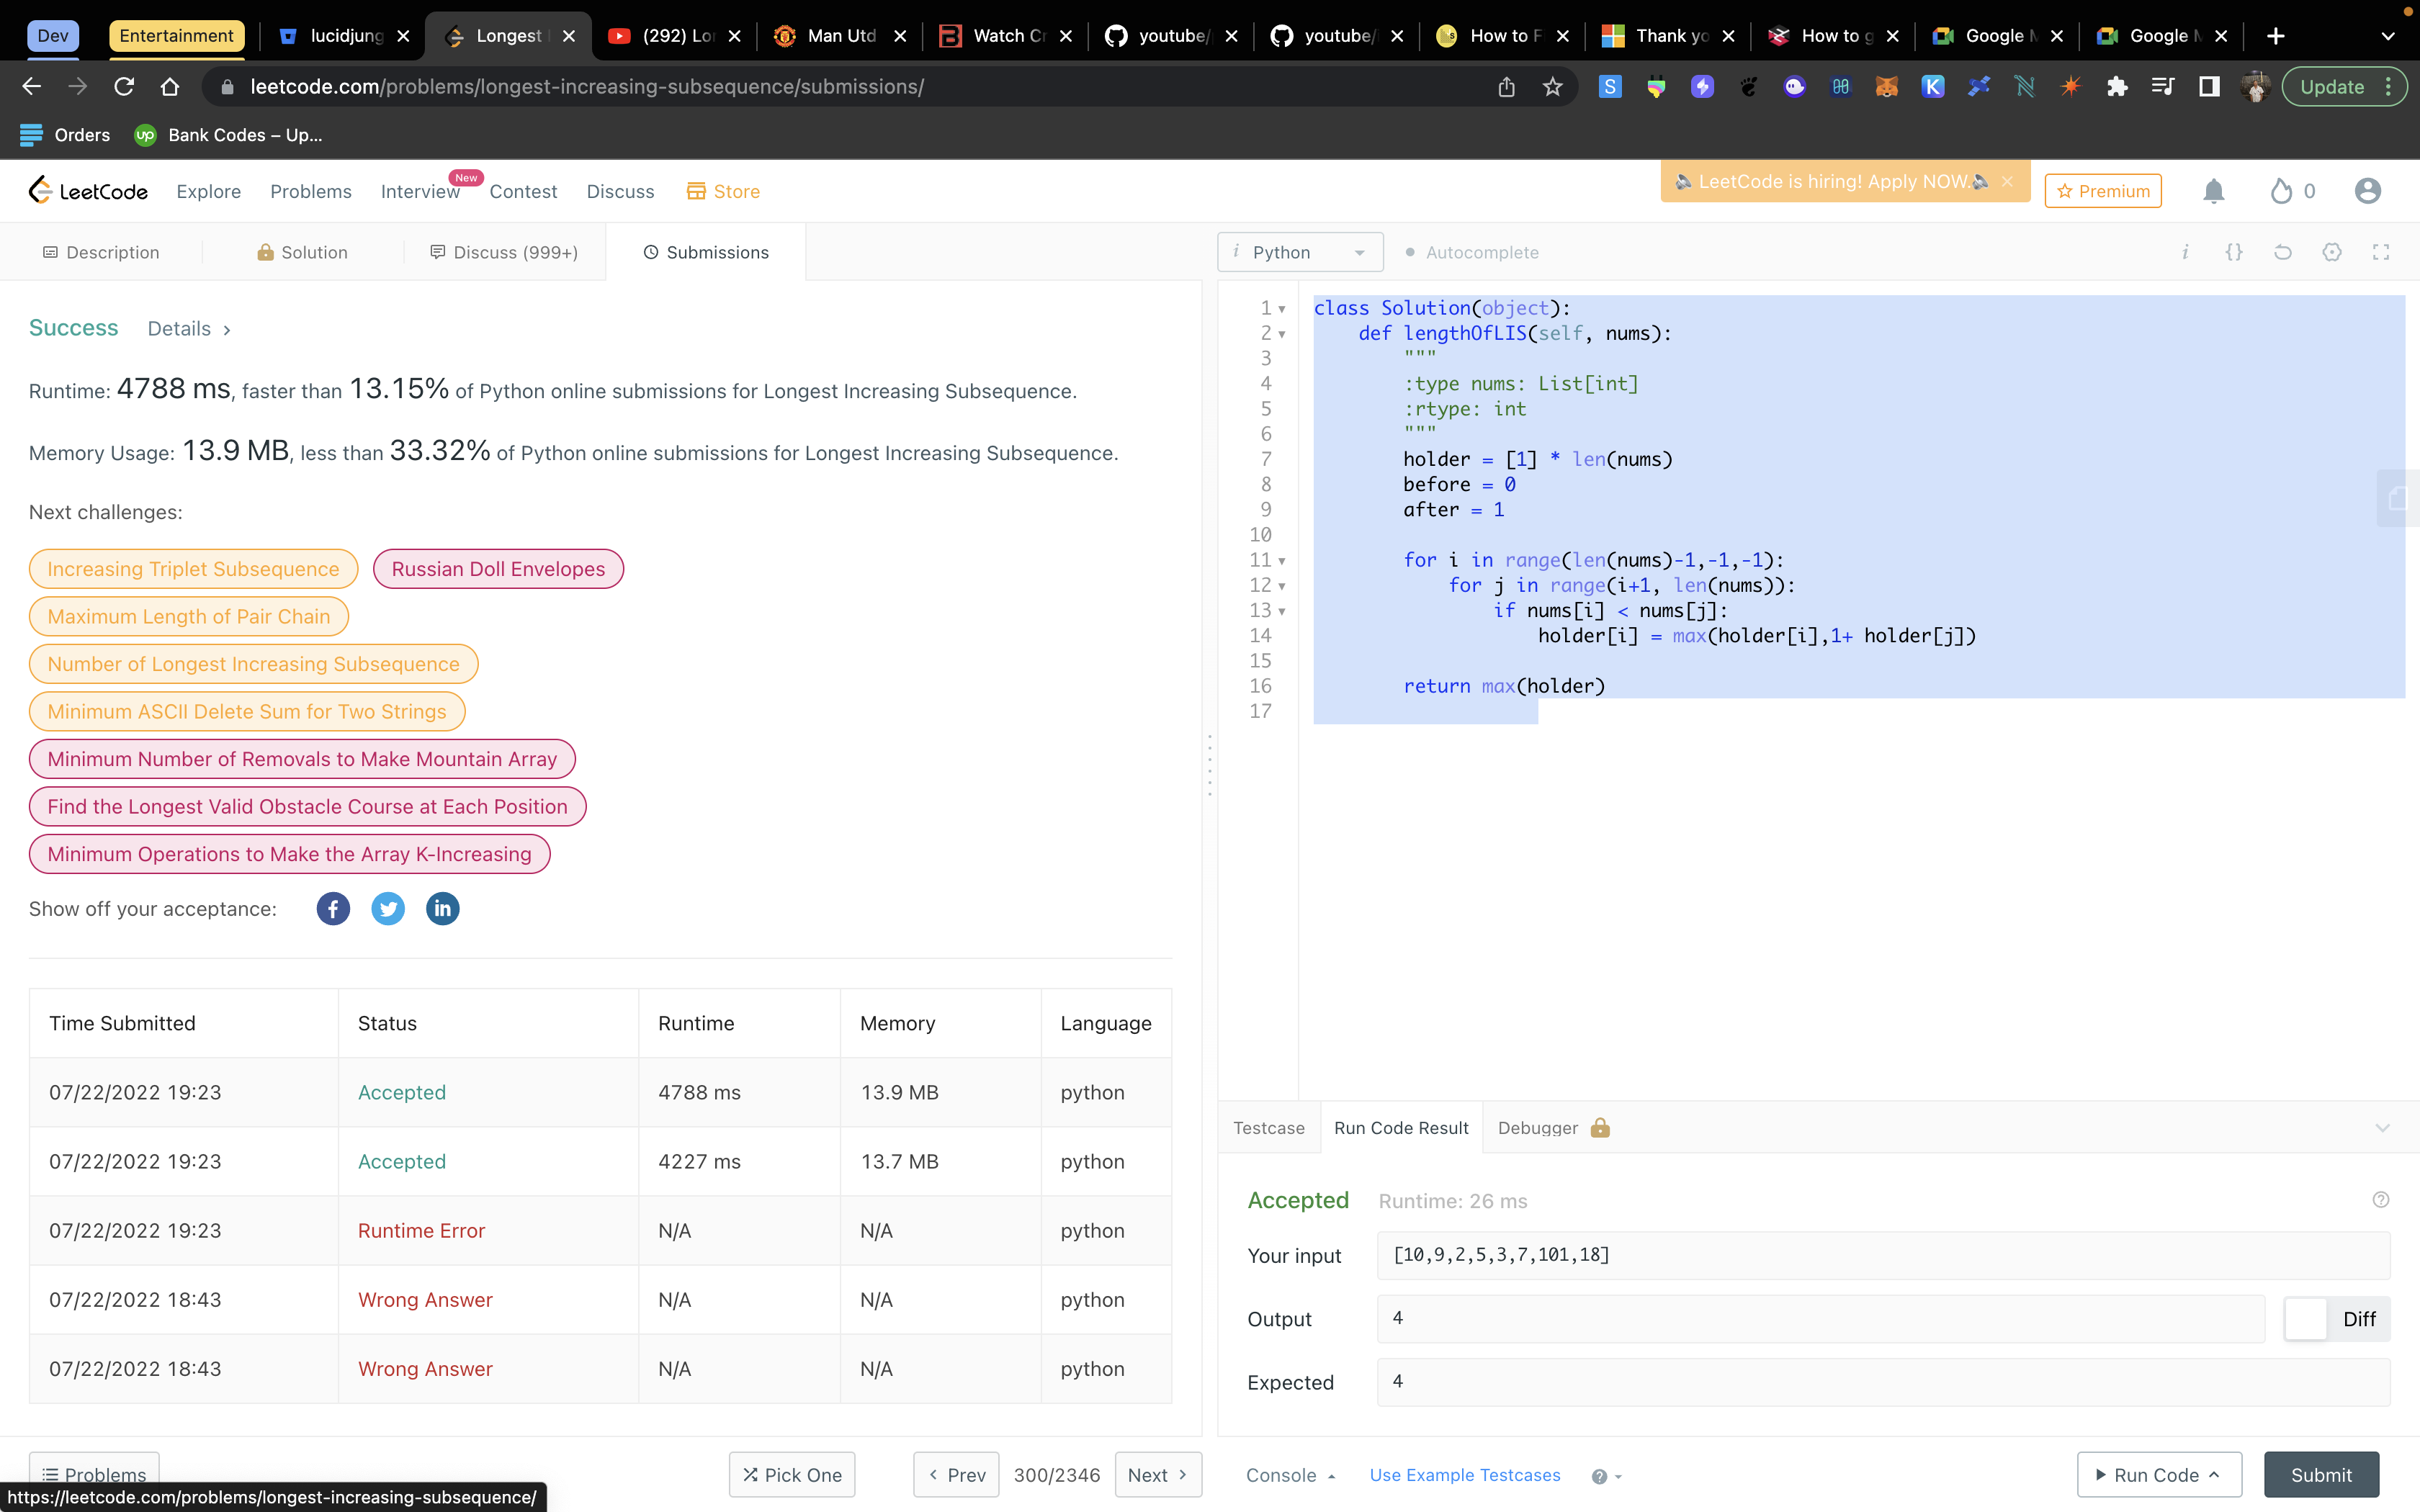 Dev
Entertainment
lucidjung
Longest
(292) Lo
Man Utd
Watch Cr
youtube/
youtube/
How to F
Thank yo
How to g
Google M
Google M
leetcode.com/problems/longest-increasing-subsequence/submissions/
Update
Orders
Bank Codes – Up...
LeetCode
Explore
Problems
Interview
New
Contest
Discuss
Store
LeetCode is hiring! Apply NOW.
Premium
0
Description
Solution
Discuss (999+)
Submissions
Python
Autocomplete
Success
Details
Runtime: 4788 ms, faster than 13.15% of Python online submissions for Longest Increasing Subsequence.
Memory Usage: 13.9 MB, less than 33.32% of Python online submissions for Longest Increasing Subsequence.
Next challenges:
Increasing Triplet Subsequence
Russian Doll Envelopes
Maximum Length of Pair Chain
Number of Longest Increasing Subsequence
Minimum ASCII Delete Sum for Two Strings
Minimum Number of Removals to Make Mountain Array
Find the Longest Valid Obstacle Course at Each Position
Minimum Operations to Make the Array K-Increasing
Show off your acceptance:
Time Submitted Status Runtime Memory Language
07/22/2022 19:23 Accepted 4788 ms 13.9 MB python
07/22/2022 19:23 Accepted 4227 ms 13.7 MB python
07/22/2022 19:23 Runtime Error N/A N/A python
07/22/2022 18:43 Wrong Answer N/A N/A python
07/22/2022 18:43 Wrong Answer N/A N/A python
Problems
Pick One
Prev
300/2346
Next
https://leetcode.com/problems/longest-increasing-subsequence/
1 class Solution(object):
2 def lengthOfLIS(self, nums):
3 """
4 :type nums: List[int]
5 :rtype: int
6 """
7 holder = [1] * len(nums)
8 before = 0
9 after = 1
10
11 for i in range(len(nums)-1,-1,-1):
12 for j in range(i+1, len(nums)):
13 if nums[i] < nums[j]:
14 holder[i] = max(holder[i],1+ holder[j])
15
16 return max(holder)
17
Testcase
Run Code Result
Debugger
Accepted
Runtime: 26 ms
Your input
[10,9,2,5,3,7,101,18]
Output
4
Diff
Expected
4
Console
Use Example Testcases
Run Code
Submit